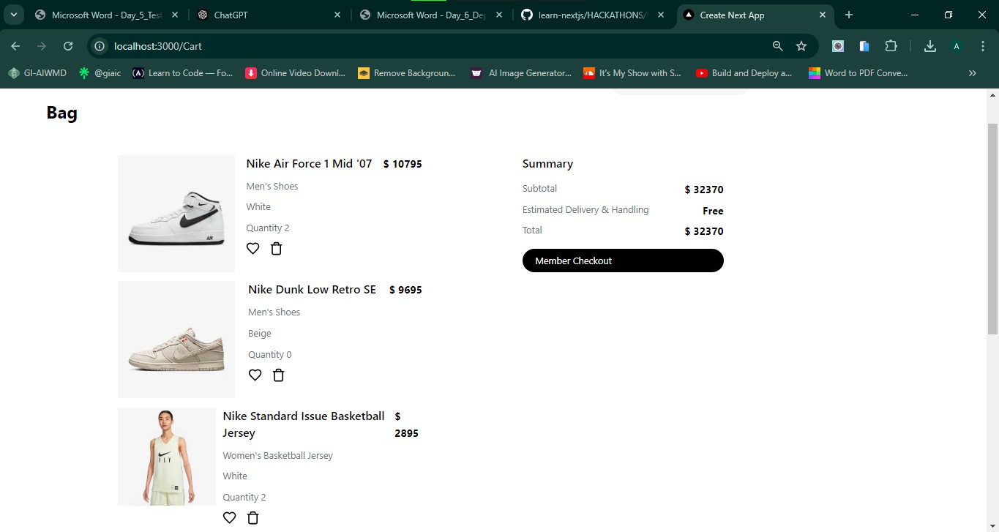 Microsoft Word - Day_5_Test
ChatGPT
Microsoft Word - Day_6_Dep
learn-nextjs/HACKATHONS/
Create Next App
localhost:3000/Cart
A
GI-AIWMD
@giaic
Learn to Code — Fo...
Online Video Downl...
Remove Backgroun...
AI Image Generator...
It's My Show with S...
Build and Deploy a...
Word to PDF Conve...
Bag
Nike Air Force 1 Mid '07 $ 10795
Men's Shoes
White
Quantity 2
Nike Dunk Low Retro SE $ 9695
Men's Shoes
Beige
Quantity 0
Nike Standard Issue Basketball $
Jersey 2895
Women's Basketball Jersey
White
Quantity 2
Summary
Subtotal $ 32370
Estimated Delivery & Handling Free
Total $ 32370
Member Checkout
AIR
FLY